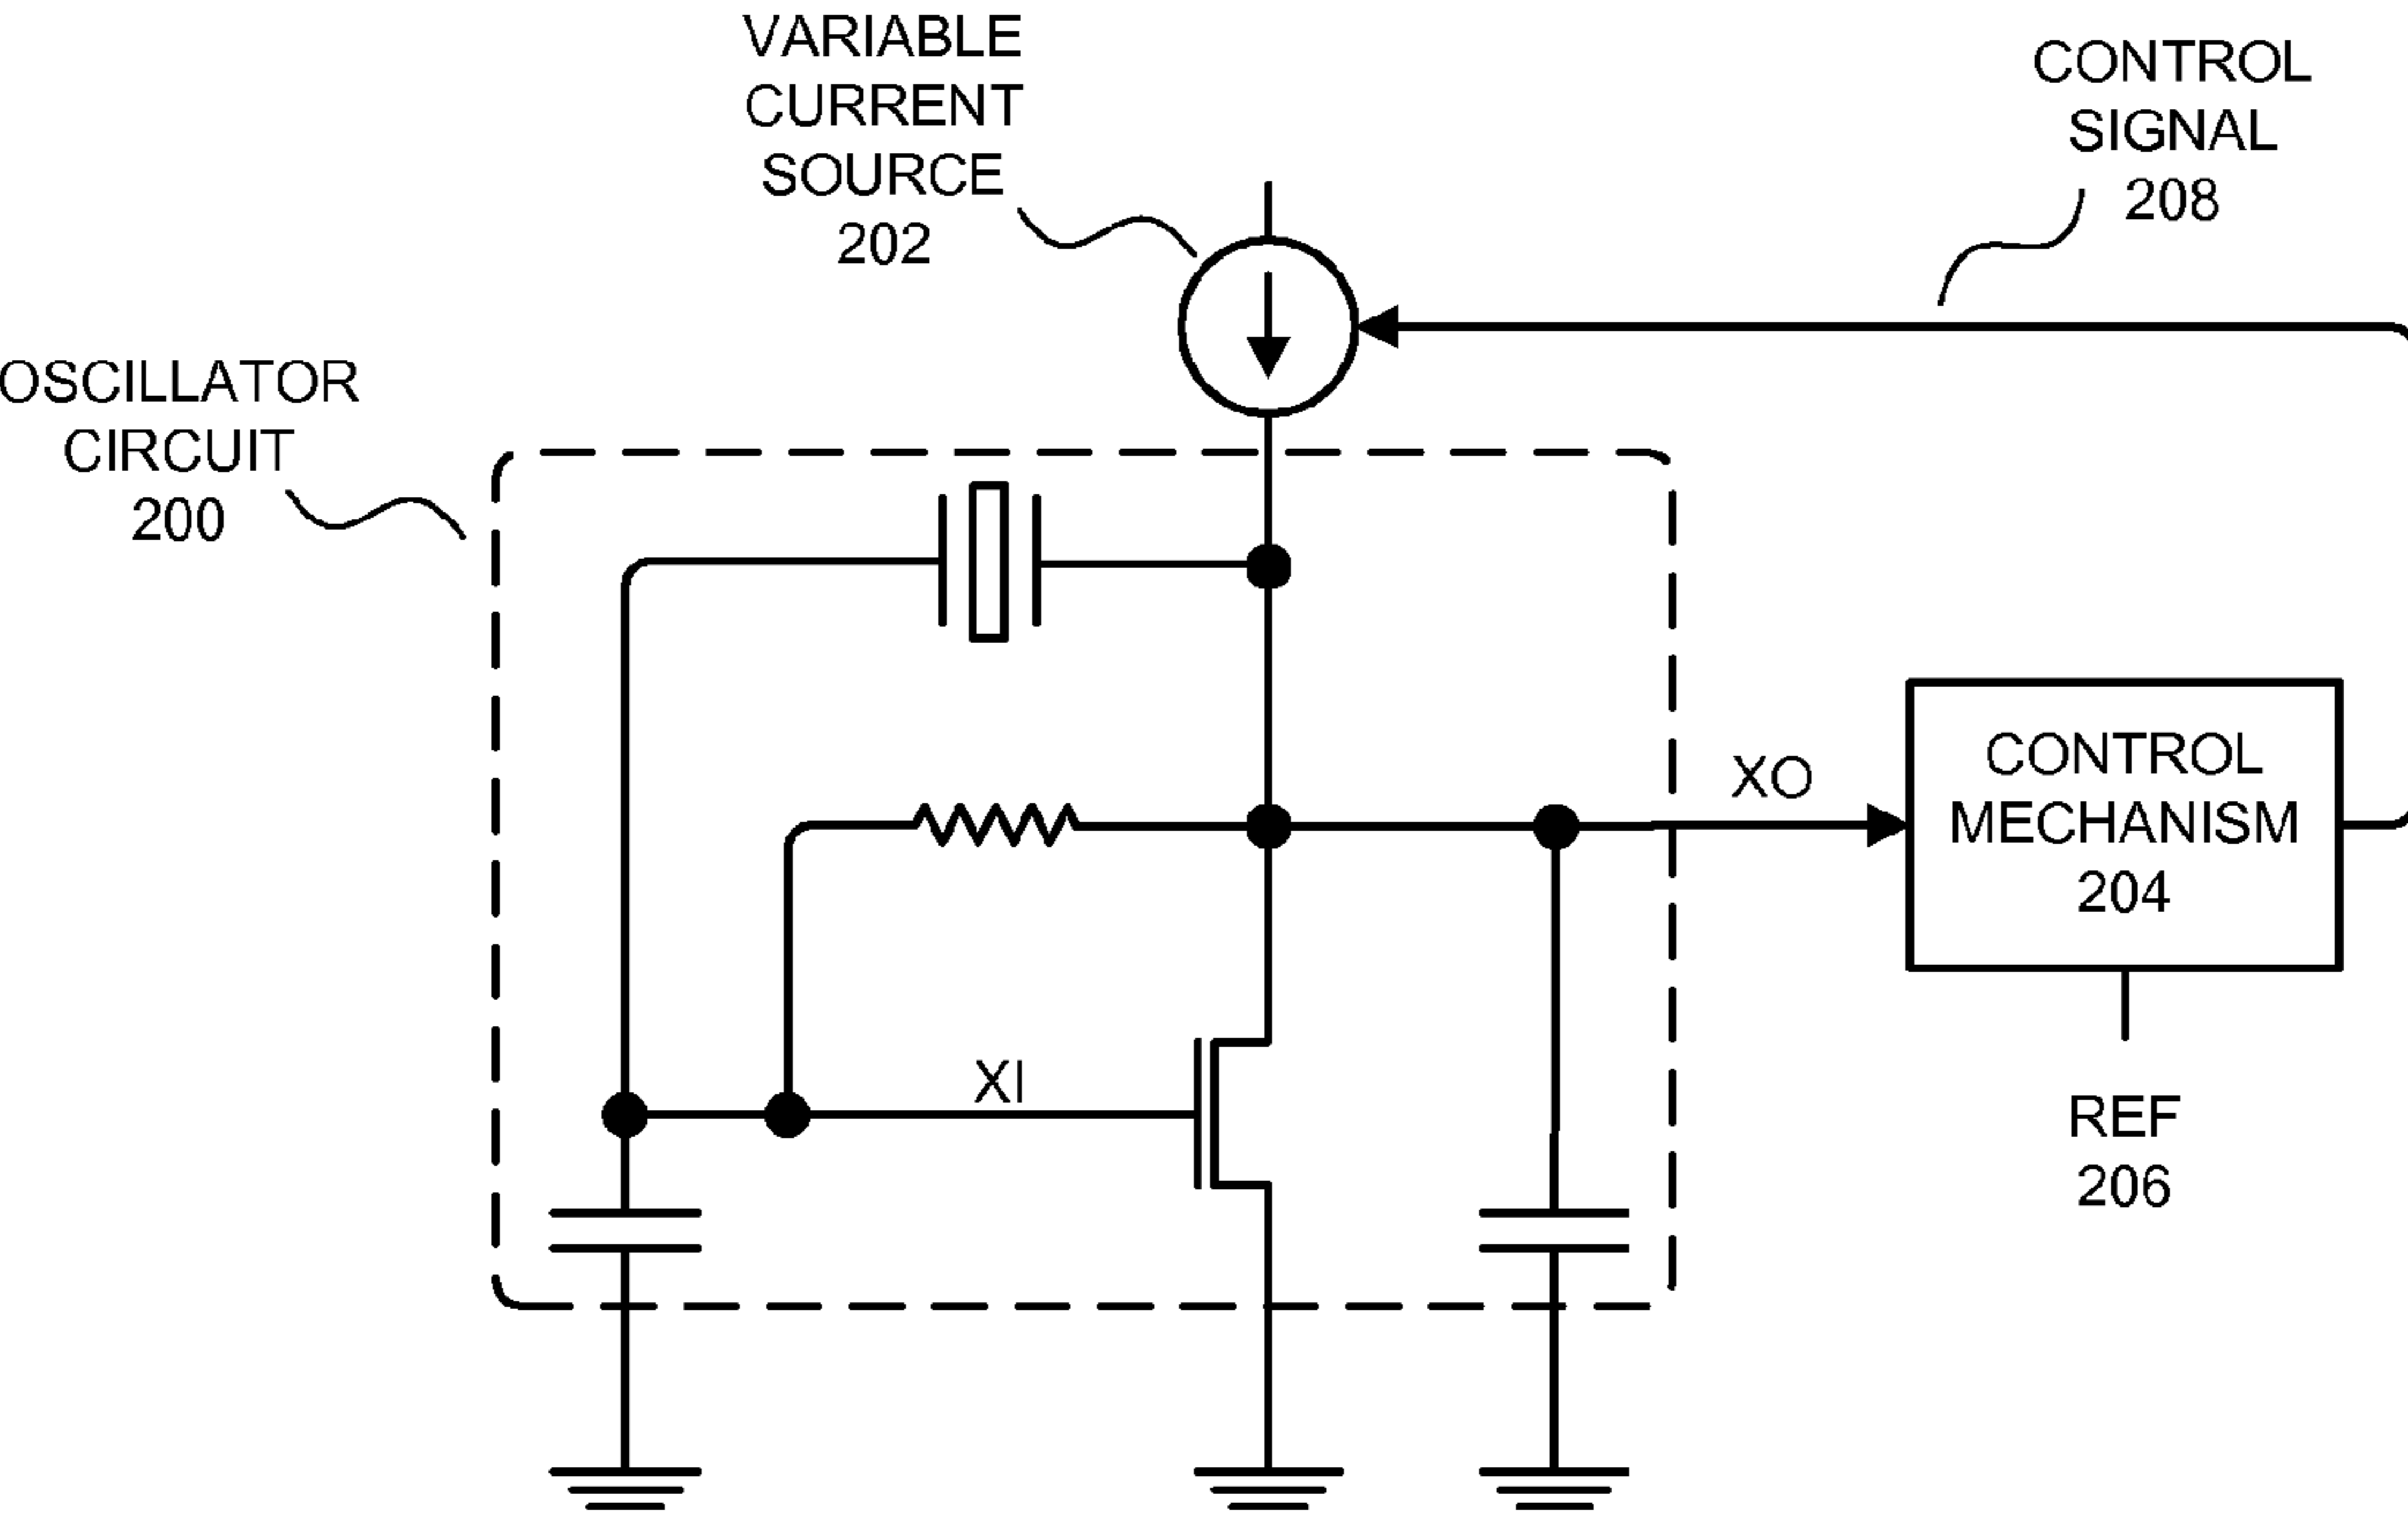 VARIABLE
CURRENT
SOURCE
202
CONTROL
SIGNAL
208
OSCILLATOR
CIRCUIT
200
XO
CONTROL
MECHANISM
204
XI
REF
206